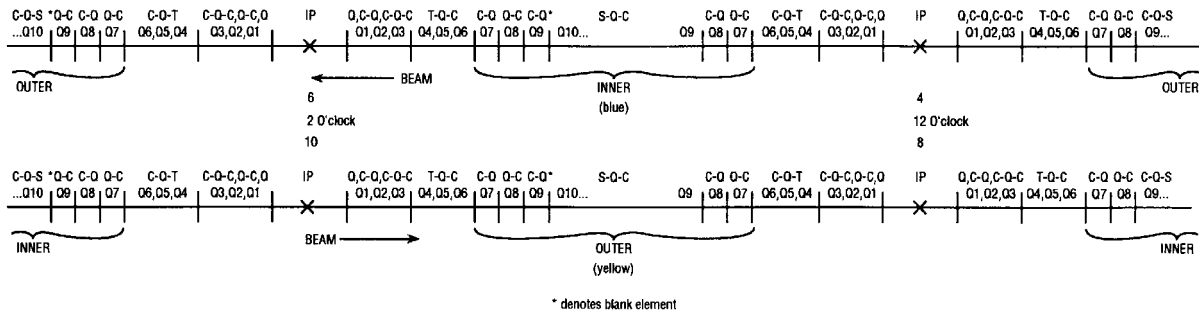 C-Q-S *Q-C C-Q Q-C C-Q-T C-Q-C,Q-C,Q IP Q,C-Q,C-Q-C T-Q-C C-Q Q-C C-Q* S-Q-C C-Q Q-C C-Q-T C-Q-C,Q-C,Q IP Q,C-Q,C-Q-C T-Q-C C-Q Q-C C-Q-S
...Q10 Q9 Q8 Q7 Q6,Q5,Q4 Q3,Q2,Q1 Q1,Q2,Q3 Q4,Q5,Q6 Q7 Q8 Q9 Q10... Q9 Q8 Q7 Q6,Q5,Q4 Q3,Q2,Q1 Q1,Q2,Q3 Q4,Q5,Q6 Q7 Q8 Q9...
OUTER BEAM INNER OUTER
(blue)
6 4
2 O'clock 12 O'clock
10 8
C-Q-S *Q-C C-Q Q-C C-Q-T C-Q-C,Q-C,Q IP Q,C-Q,C-Q-C T-Q-C C-Q Q-C C-Q* S-Q-C C-Q Q-C C-Q-T C-Q-C,Q-C,Q IP Q,C-Q,C-Q-C T-Q-C C-Q Q-C C-Q-S
...Q10 Q9 Q8 Q7 Q6,Q5,Q4 Q3,Q2,Q1 Q1,Q2,Q3 Q4,Q5,Q6 Q7 Q8 Q9 Q10... Q9 Q8 Q7 Q6,Q5,Q4 Q3,Q2,Q1 Q1,Q2,Q3 Q4,Q5,Q6 Q7 Q8 Q9...
INNER BEAM OUTER INNER
(yellow)
* denotes blank element